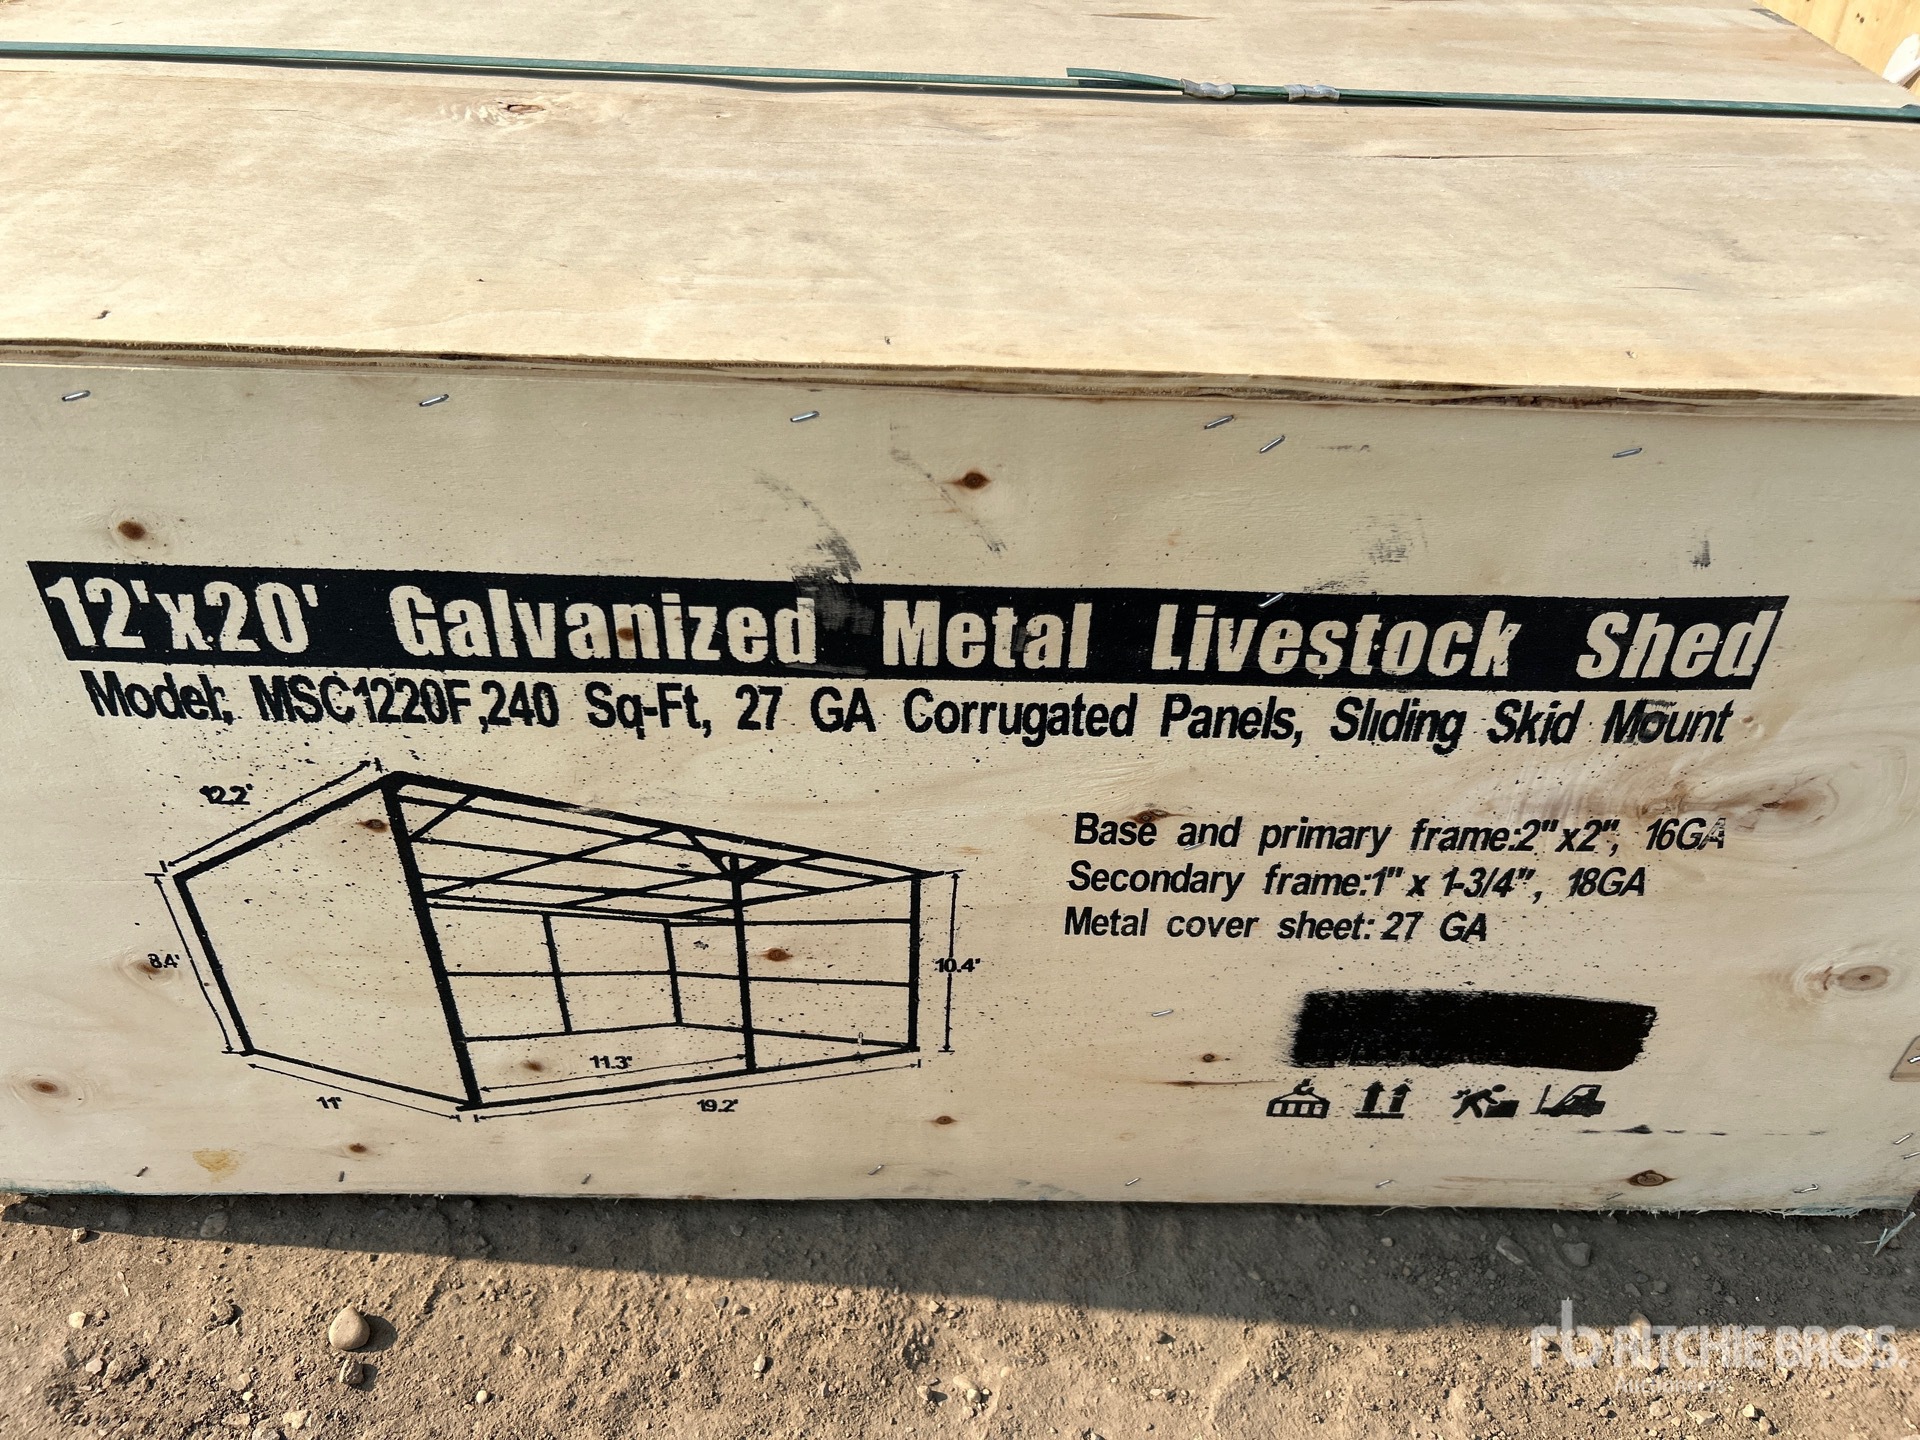 12'x20' Galvanized Metal Livestock Shed
Model: MSC1220F,240 Sq-Ft, 27 GA Corrugated Panels, Sliding Skid Mount
12.2'
8.4'
11'
11.3'
19.2'
10.4'
Base and primary frame:2"x2", 16GA
Secondary frame:1" x 1-3/4", 18GA
Metal cover sheet: 27 GA
rb RITCHIE BROS.
Auctioneers